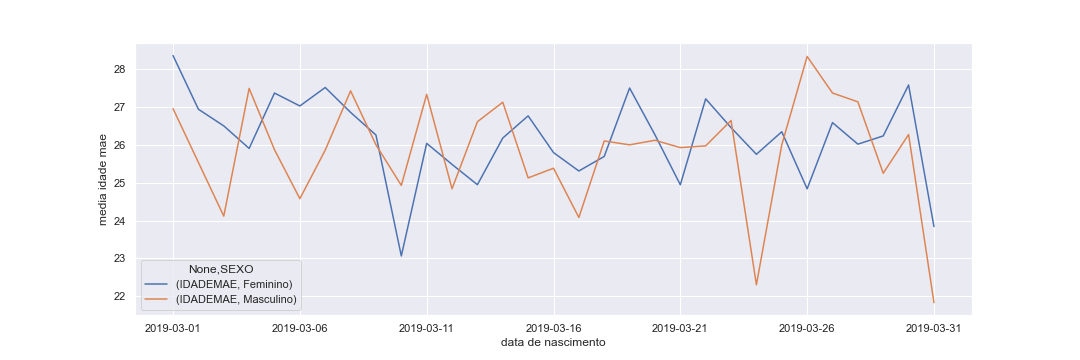 28
27
26
25
24
23
22
media idade mae
None,SEXO
(IDADEMAE, Feminino)
(IDADEMAE, Masculino)
2019-03-01
2019-03-06
2019-03-11
2019-03-16
2019-03-21
2019-03-26
2019-03-31
data de nascimento